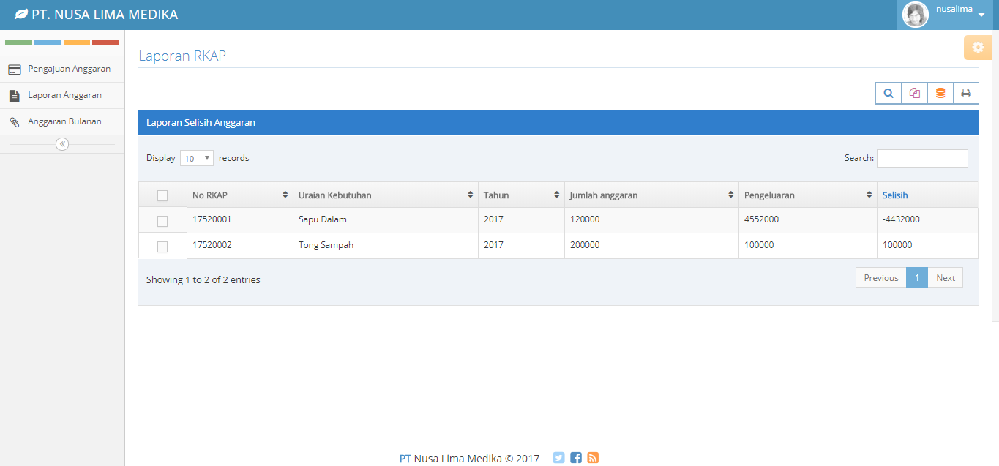 PT. NUSA LIMA MEDIKA
nusalima
Pengajuan Anggaran
Laporan Anggaran
Anggaran Bulanan
Laporan RKAP
Laporan Selisih Anggaran
Display 10 records
Search:
No RKAP Uraian Kebutuhan Tahun Jumlah anggaran Pengeluaran Selisih
17520001 Sapu Dalam 2017 120000 4552000 -4432000
17520002 Tong Sampah 2017 200000 100000 100000
Showing 1 to 2 of 2 entries
Previous 1 Next
PT Nusa Lima Medika © 2017